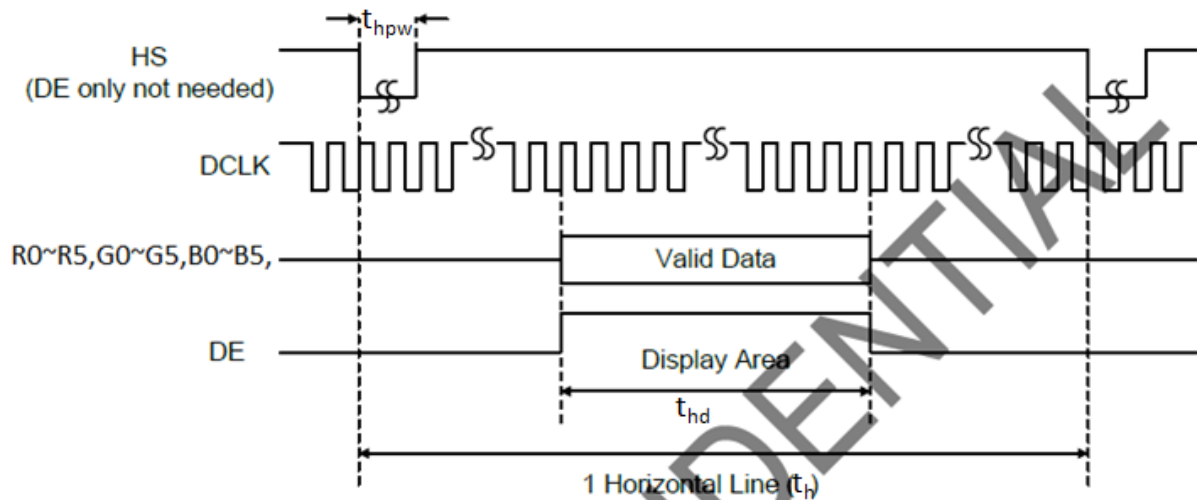 thpw
HS
(DE only not needed)
DCLK
R0~R5,G0~G5,B0~B5,
Valid Data
DE
Display Area
thd
1 Horizontal Line (th)
DENTIAL